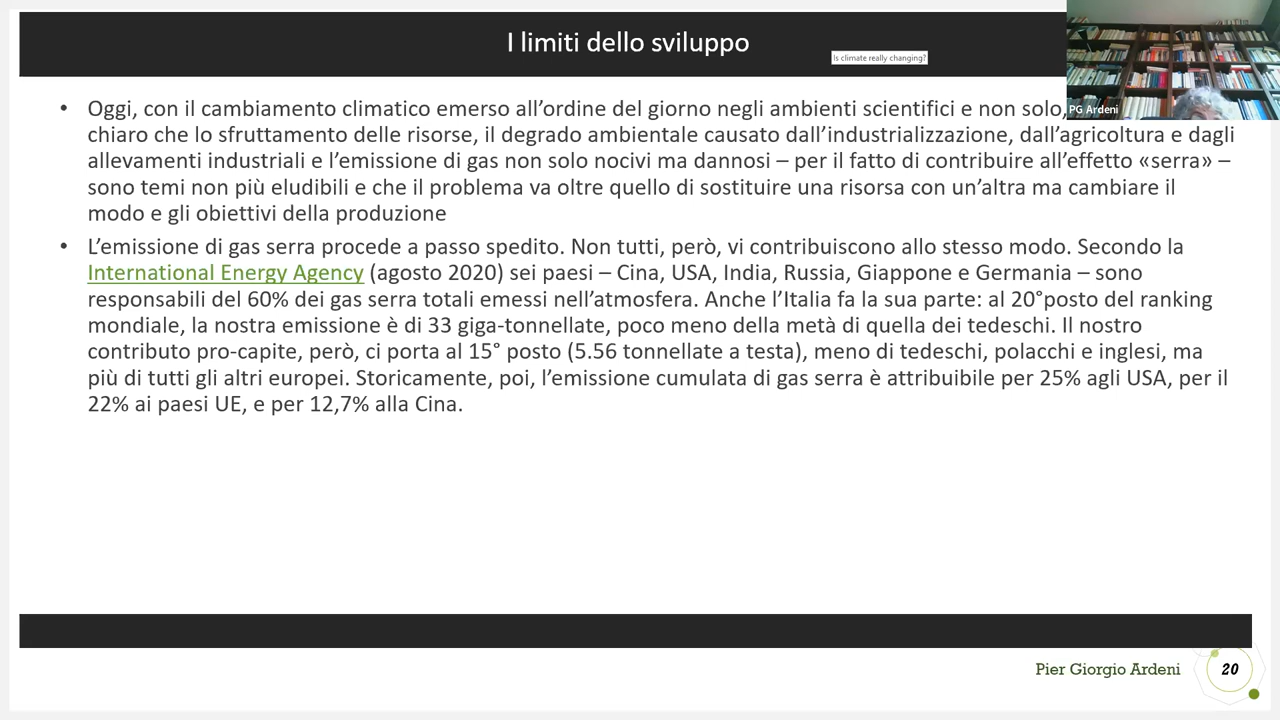 I limiti dello sviluppo
Is climate really changing?
PG Ardeni
• Oggi, con il cambiamento climatico emerso all’ordine del giorno negli ambienti scientifici e non solo,
chiaro che lo sfruttamento delle risorse, il degrado ambientale causato dall’industrializzazione, dall’agricoltura e dagli
allevamenti industriali e l’emissione di gas non solo nocivi ma dannosi – per il fatto di contribuire all’effetto «serra» –
sono temi non più eludibili e che il problema va oltre quello di sostituire una risorsa con un’altra ma cambiare il
modo e gli obiettivi della produzione
• L’emissione di gas serra procede a passo spedito. Non tutti, però, vi contribuiscono allo stesso modo. Secondo la
International Energy Agency (agosto 2020) sei paesi – Cina, USA, India, Russia, Giappone e Germania – sono
responsabili del 60% dei gas serra totali emessi nell’atmosfera. Anche l’Italia fa la sua parte: al 20°posto del ranking
mondiale, la nostra emissione è di 33 giga-tonnellate, poco meno della metà di quella dei tedeschi. Il nostro
contributo pro-capite, però, ci porta al 15° posto (5.56 tonnellate a testa), meno di tedeschi, polacchi e inglesi, ma
più di tutti gli altri europei. Storicamente, poi, l’emissione cumulata di gas serra è attribuibile per 25% agli USA, per il
22% ai paesi UE, e per 12,7% alla Cina.
Pier Giorgio Ardeni
20